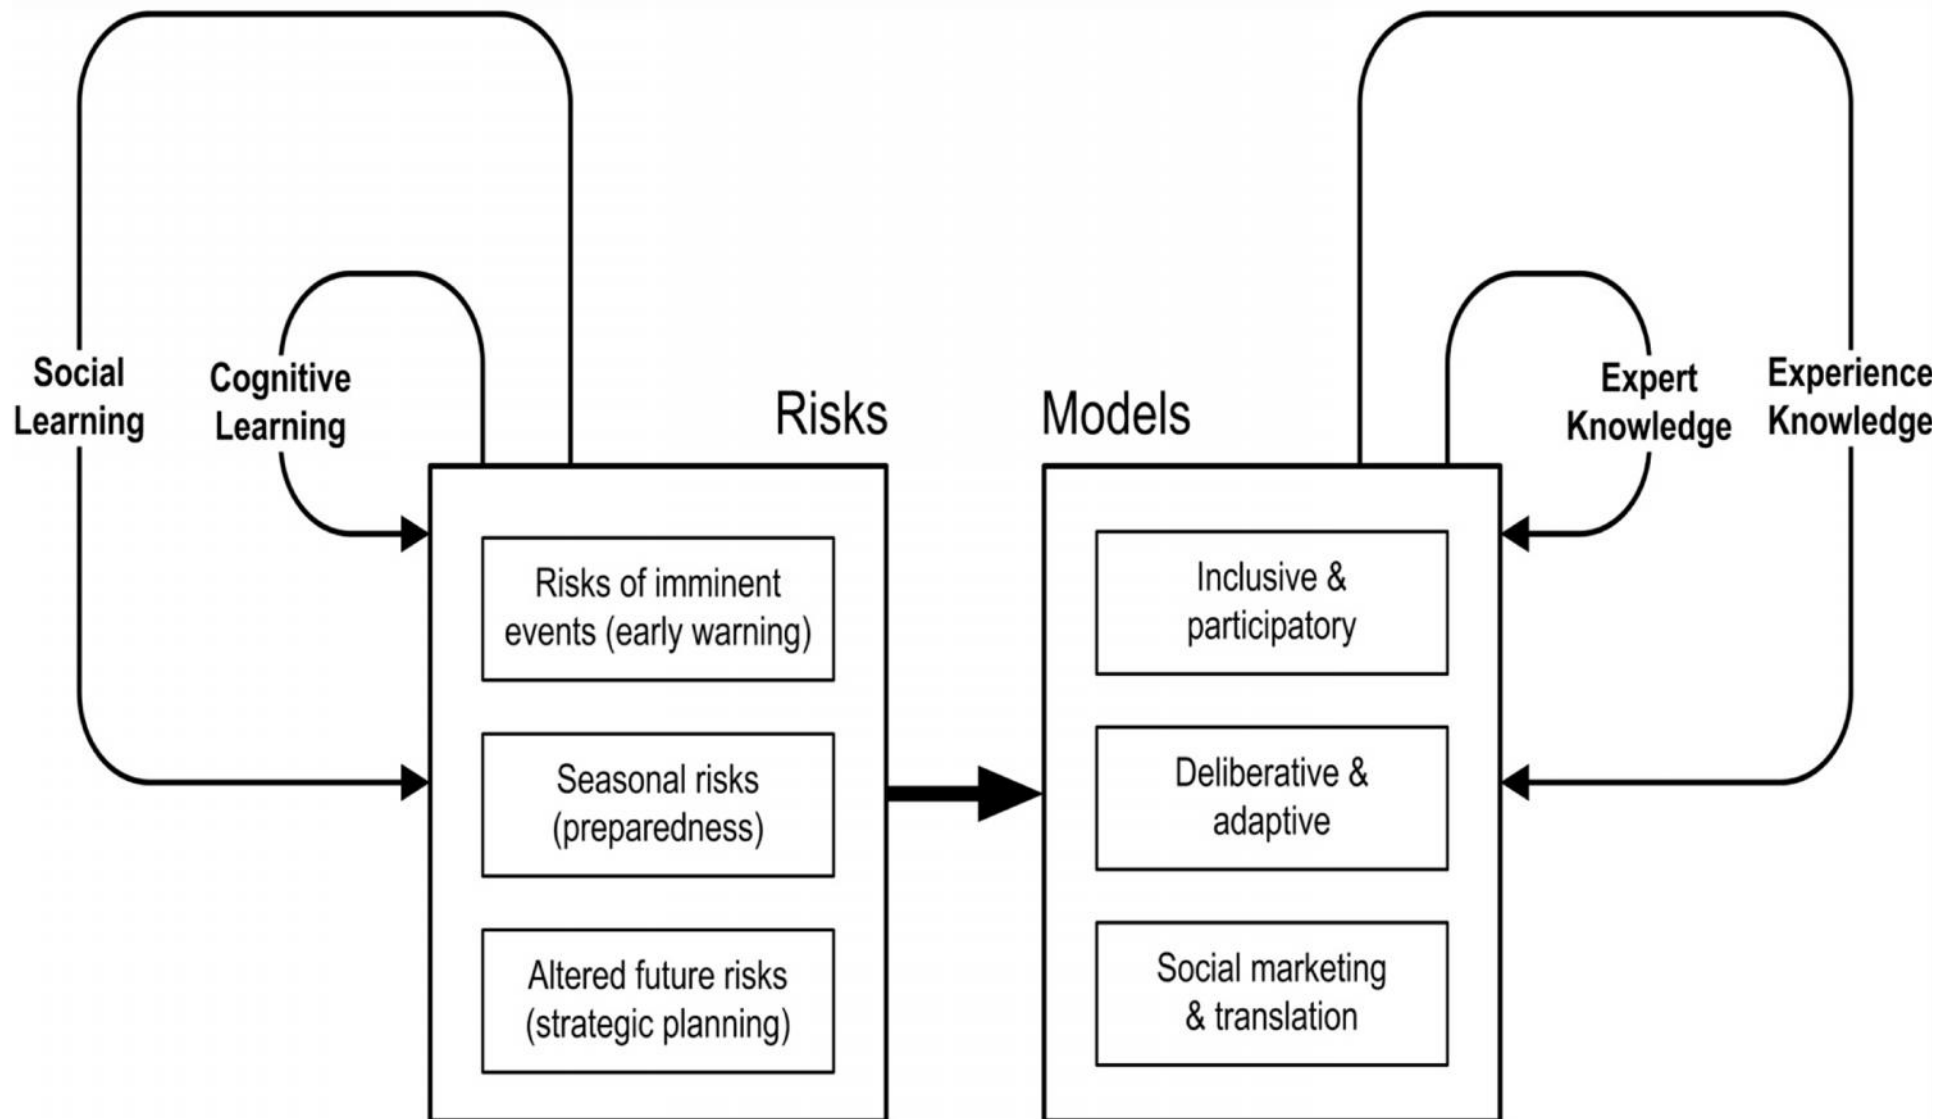 Social
Learning
Cognitive
Learning
Risks
Models
Expert
Knowledge
Experience
Knowledge
Risks of imminent
events (early warning)
Seasonal risks
(preparedness)
Altered future risks
(strategic planning)
Inclusive &
participatory
Deliberative &
adaptive
Social marketing
& translation